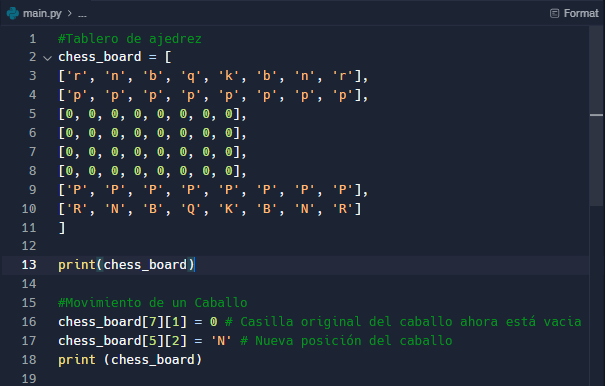 main.py > ...
Format
1 #Tablero de ajedrez
2 chess_board = [
3 ['r', 'n', 'b', 'q', 'k', 'b', 'n', 'r'],
4 ['p', 'p', 'p', 'p', 'p', 'p', 'p', 'p'],
5 [0, 0, 0, 0, 0, 0, 0, 0],
6 [0, 0, 0, 0, 0, 0, 0, 0],
7 [0, 0, 0, 0, 0, 0, 0, 0],
8 [0, 0, 0, 0, 0, 0, 0, 0],
9 ['P', 'P', 'P', 'P', 'P', 'P', 'P', 'P'],
10 ['R', 'N', 'B', 'Q', 'K', 'B', 'N', 'R']
11 ]
12
13 print(chess_board)
14
15 #Movimiento de un Caballo
16 chess_board[7][1] = 0 # Casilla original del caballo ahora está vacia
17 chess_board[5][2] = 'N' # Nueva posición del caballo
18 print (chess_board)
19